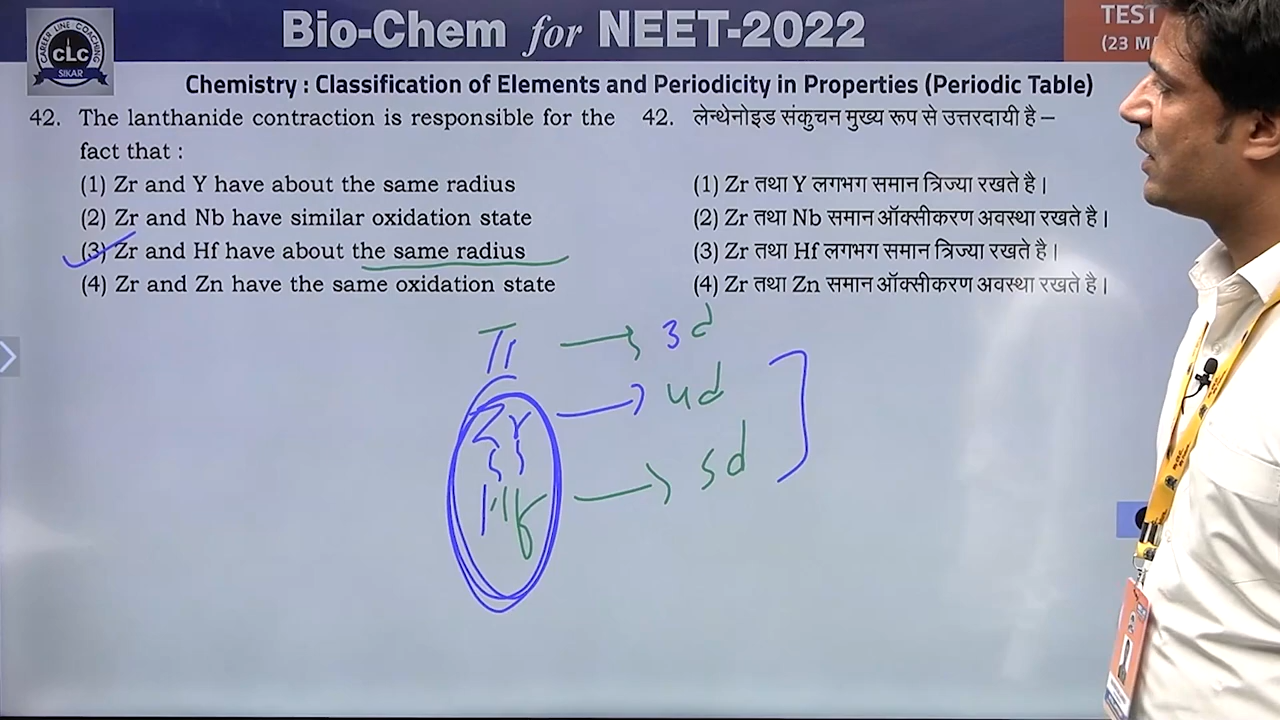 CAREER LINE COACHING
CLC
SIKAR
Bio-Chem for NEET-2022
TEST
(23 M
Chemistry : Classification of Elements and Periodicity in Properties (Periodic Table)
42. The lanthanide contraction is responsible for the
fact that :
(1) Zr and Y have about the same radius
(2) Zr and Nb have similar oxidation state
(3) Zr and Hf have about the same radius
(4) Zr and Zn have the same oxidation state
42. लेन्थेनोइड संकुचन मुख्य रूप से उत्तरदायी है –
(1) Zr तथा Y लगभग समान त्रिज्या रखते है।
(2) Zr तथा Nb समान ऑक्सीकरण अवस्था रखते है।
(3) Zr तथा Hf लगभग समान त्रिज्या रखते है।
(4) Zr तथा Zn समान ऑक्सीकरण अवस्था रखते है।
Ti → 3d
Zr → 4d
Hf → 5d